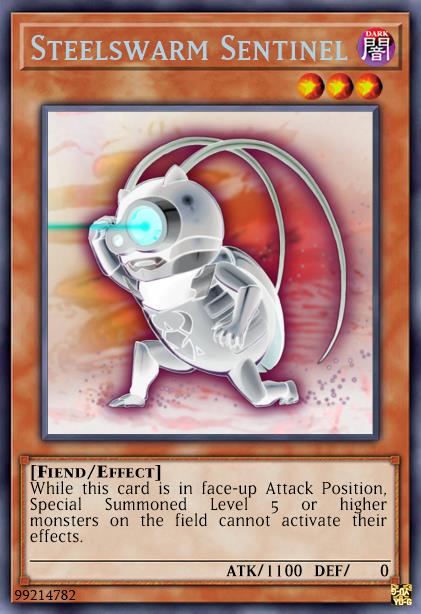 STEELSWARM SENTINEL
DARK
闇
[FIEND/EFFECT]
While this card is in face-up Attack Position,
Special Summoned Level 5 or higher
monsters on the field cannot activate their
effects.
ATK/1100 DEF/ 0
99214782